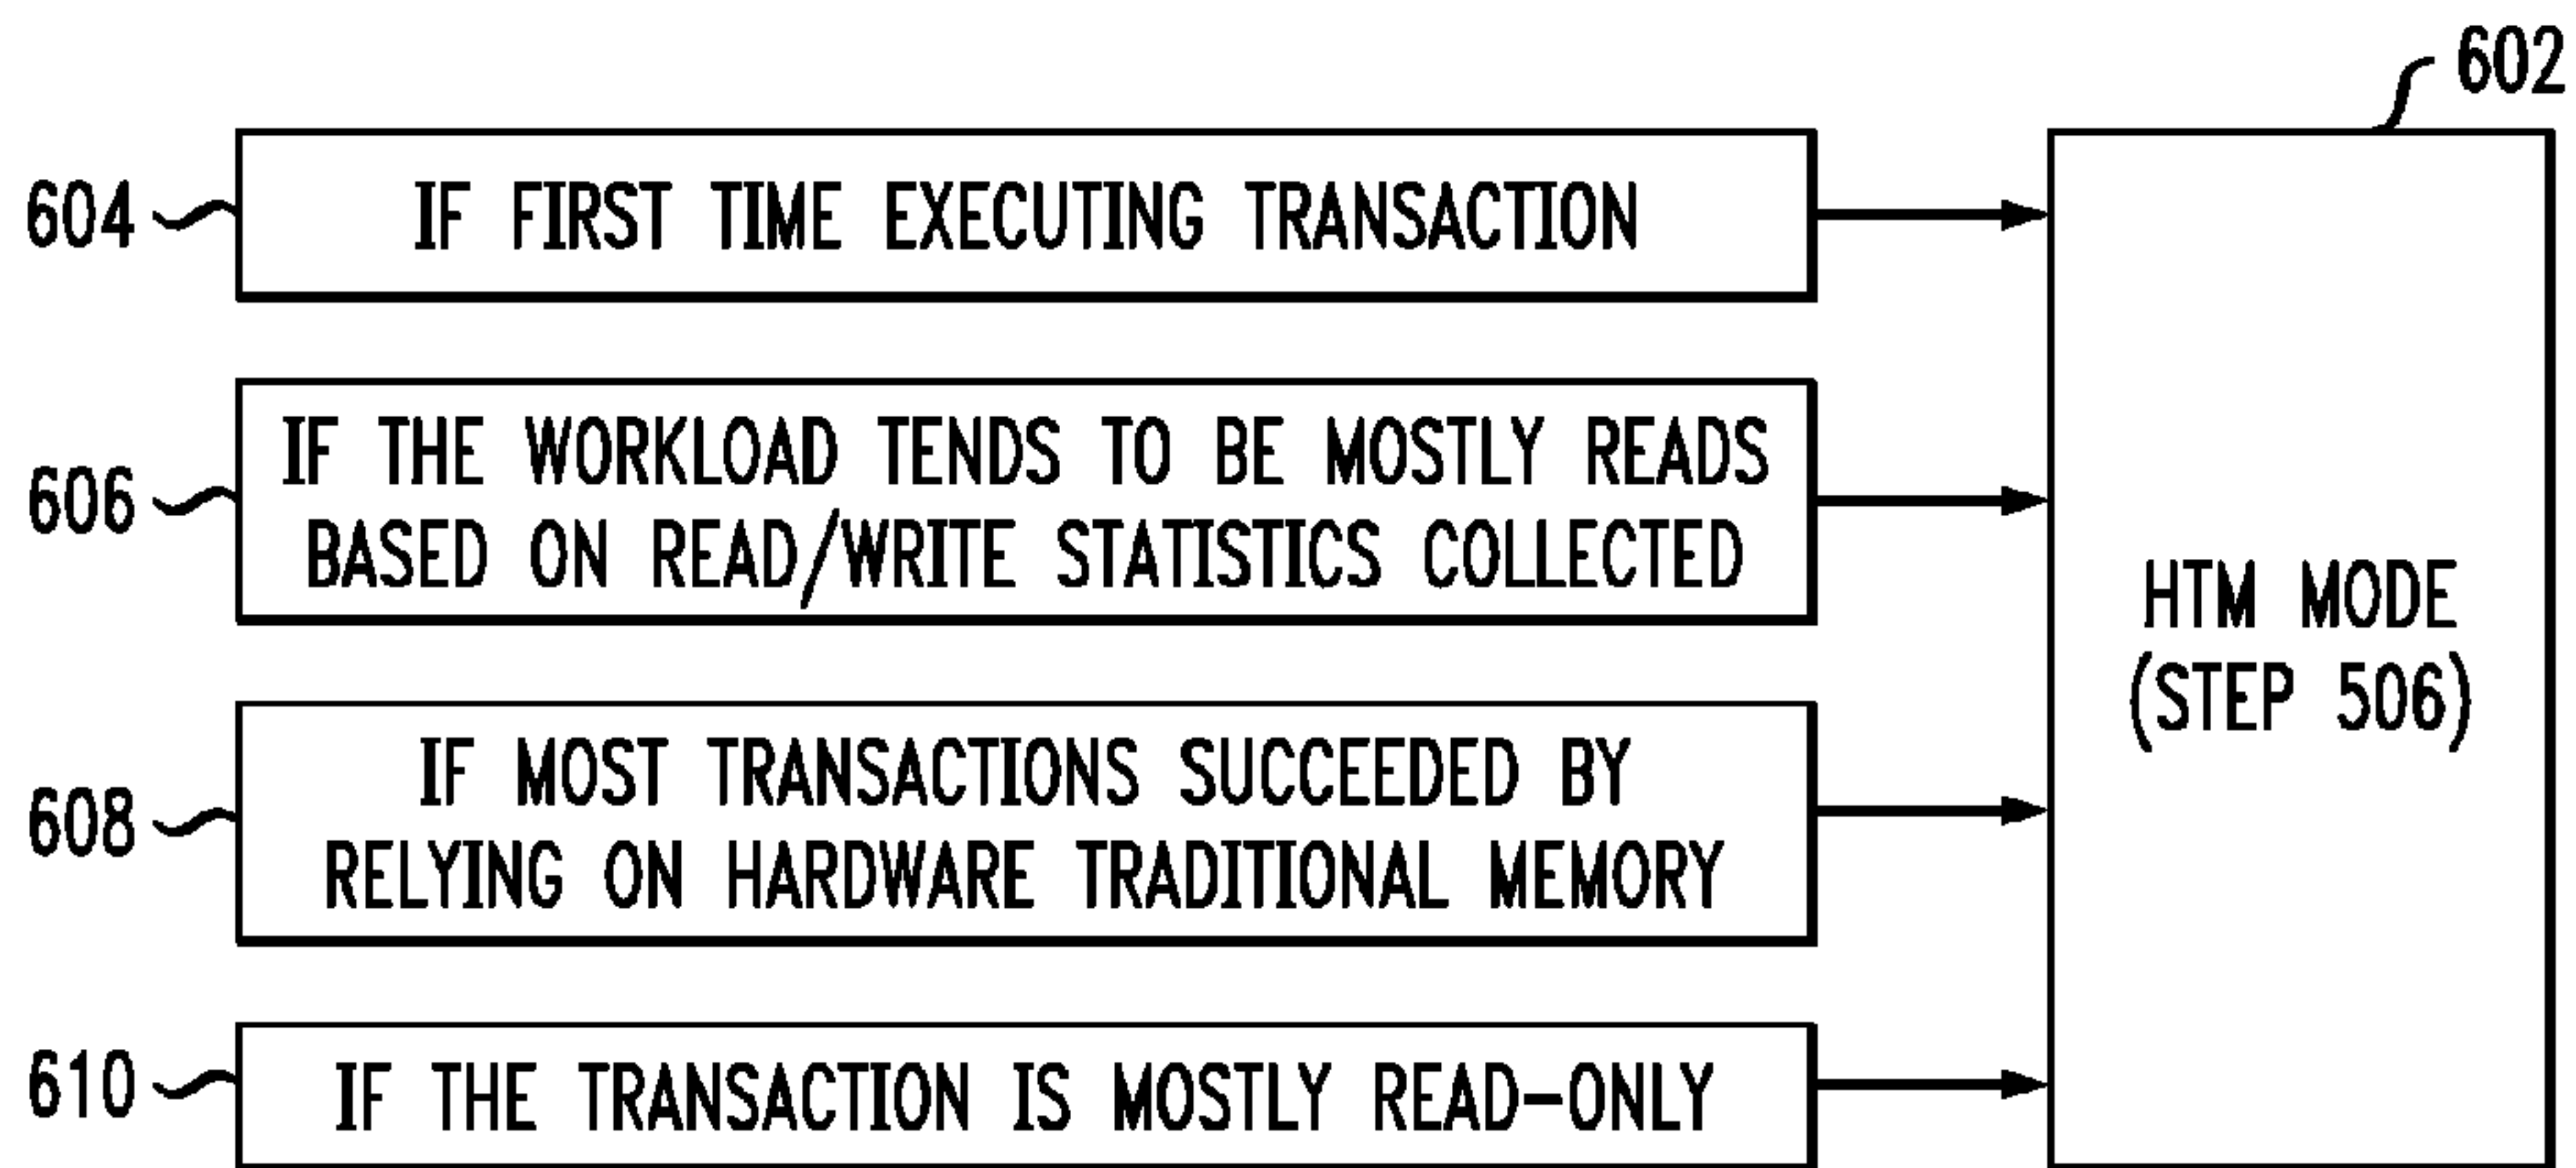 602
604
IF FIRST TIME EXECUTING TRANSACTION
606
IF THE WORKLOAD TENDS TO BE MOSTLY READS
BASED ON READ/WRITE STATISTICS COLLECTED
HTM MODE
(STEP 506)
608
IF MOST TRANSACTIONS SUCCEEDED BY
RELYING ON HARDWARE TRADITIONAL MEMORY
610
IF THE TRANSACTION IS MOSTLY READ-ONLY